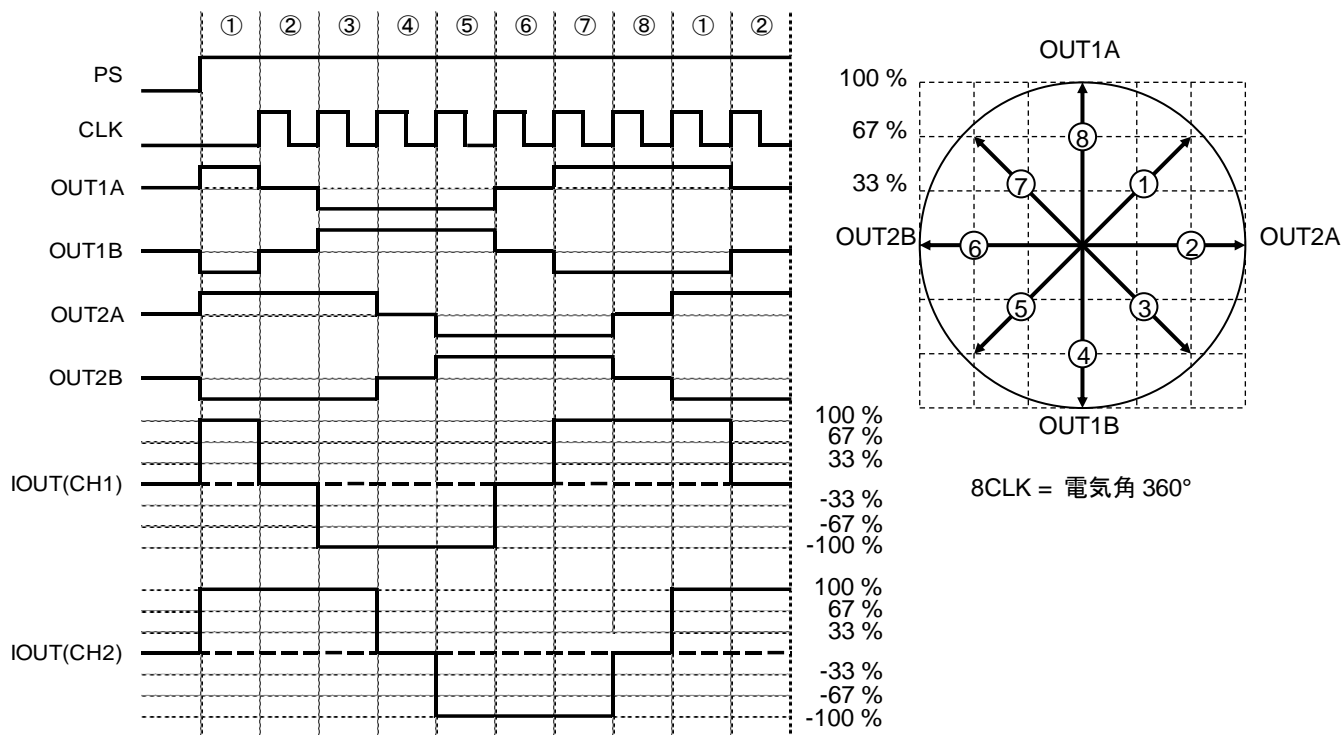 ① ② ③ ④ ⑤ ⑥ ⑦ ⑧ ① ②
PS
CLK
OUT1A
OUT1B
OUT2A
OUT2B
IOUT(CH1)
100 %
67 %
33 %
-33 %
-67 %
-100 %
IOUT(CH2)
100 %
67 %
33 %
-33 %
-67 %
-100 %
OUT1A
100 %
67 %
33 %
OUT2B
OUT2A
OUT1B
⑧
①
⑦
②
⑥
③
⑤
④
8CLK = 電気角 360°